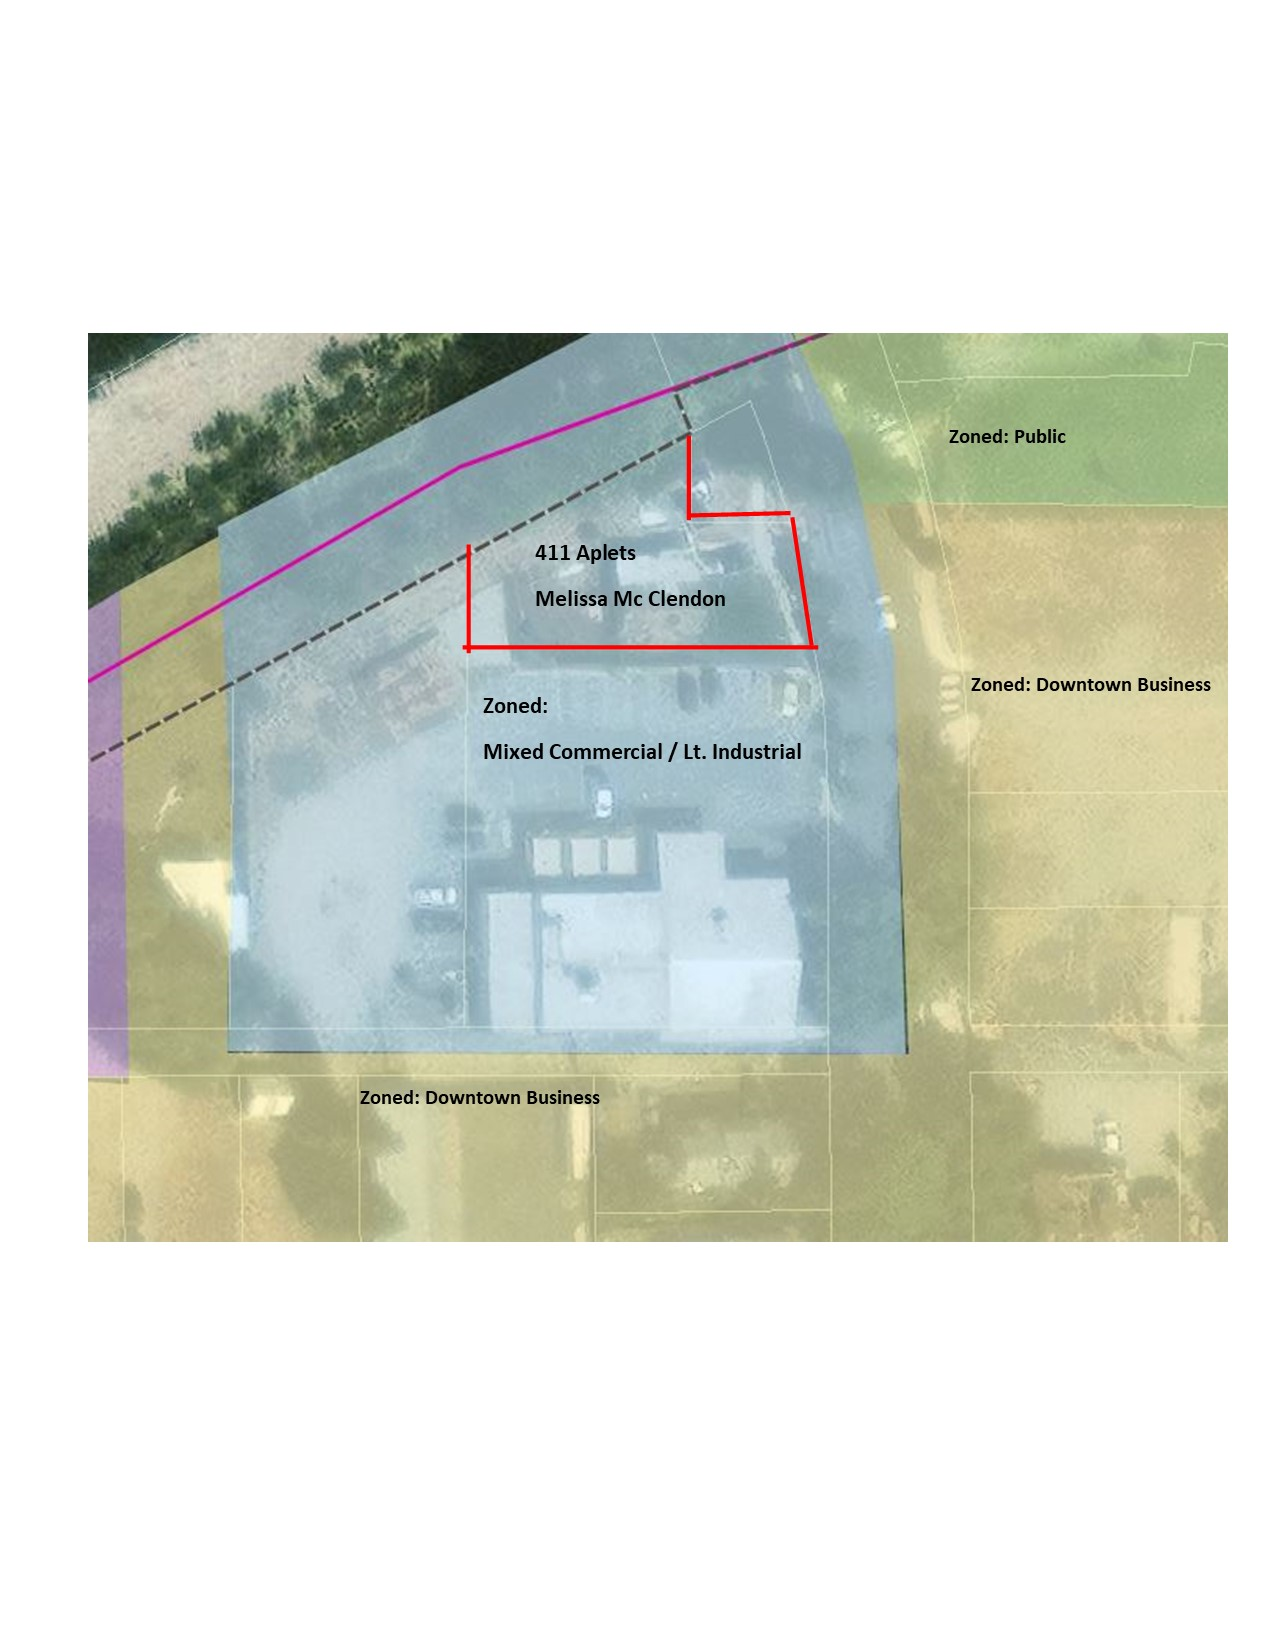 Zoned: Public
411 Aplets
Melissa Mc Clendon
Zoned: Downtown Business
Zoned:
Mixed Commercial / Lt. Industrial
Zoned: Downtown Business